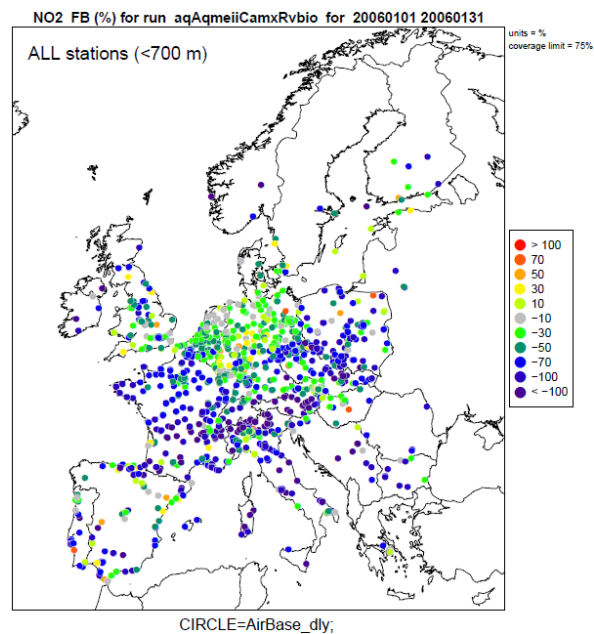 NO2 FB (%) for run aqAqmeiiCamxRvbio for 20060101 20060131
units = %
coverage limit = 75%
ALL stations (<700 m)
> 100
70
50
30
10
−10
−30
−50
−70
−100
< −100
CIRCLE=AirBase_dly;